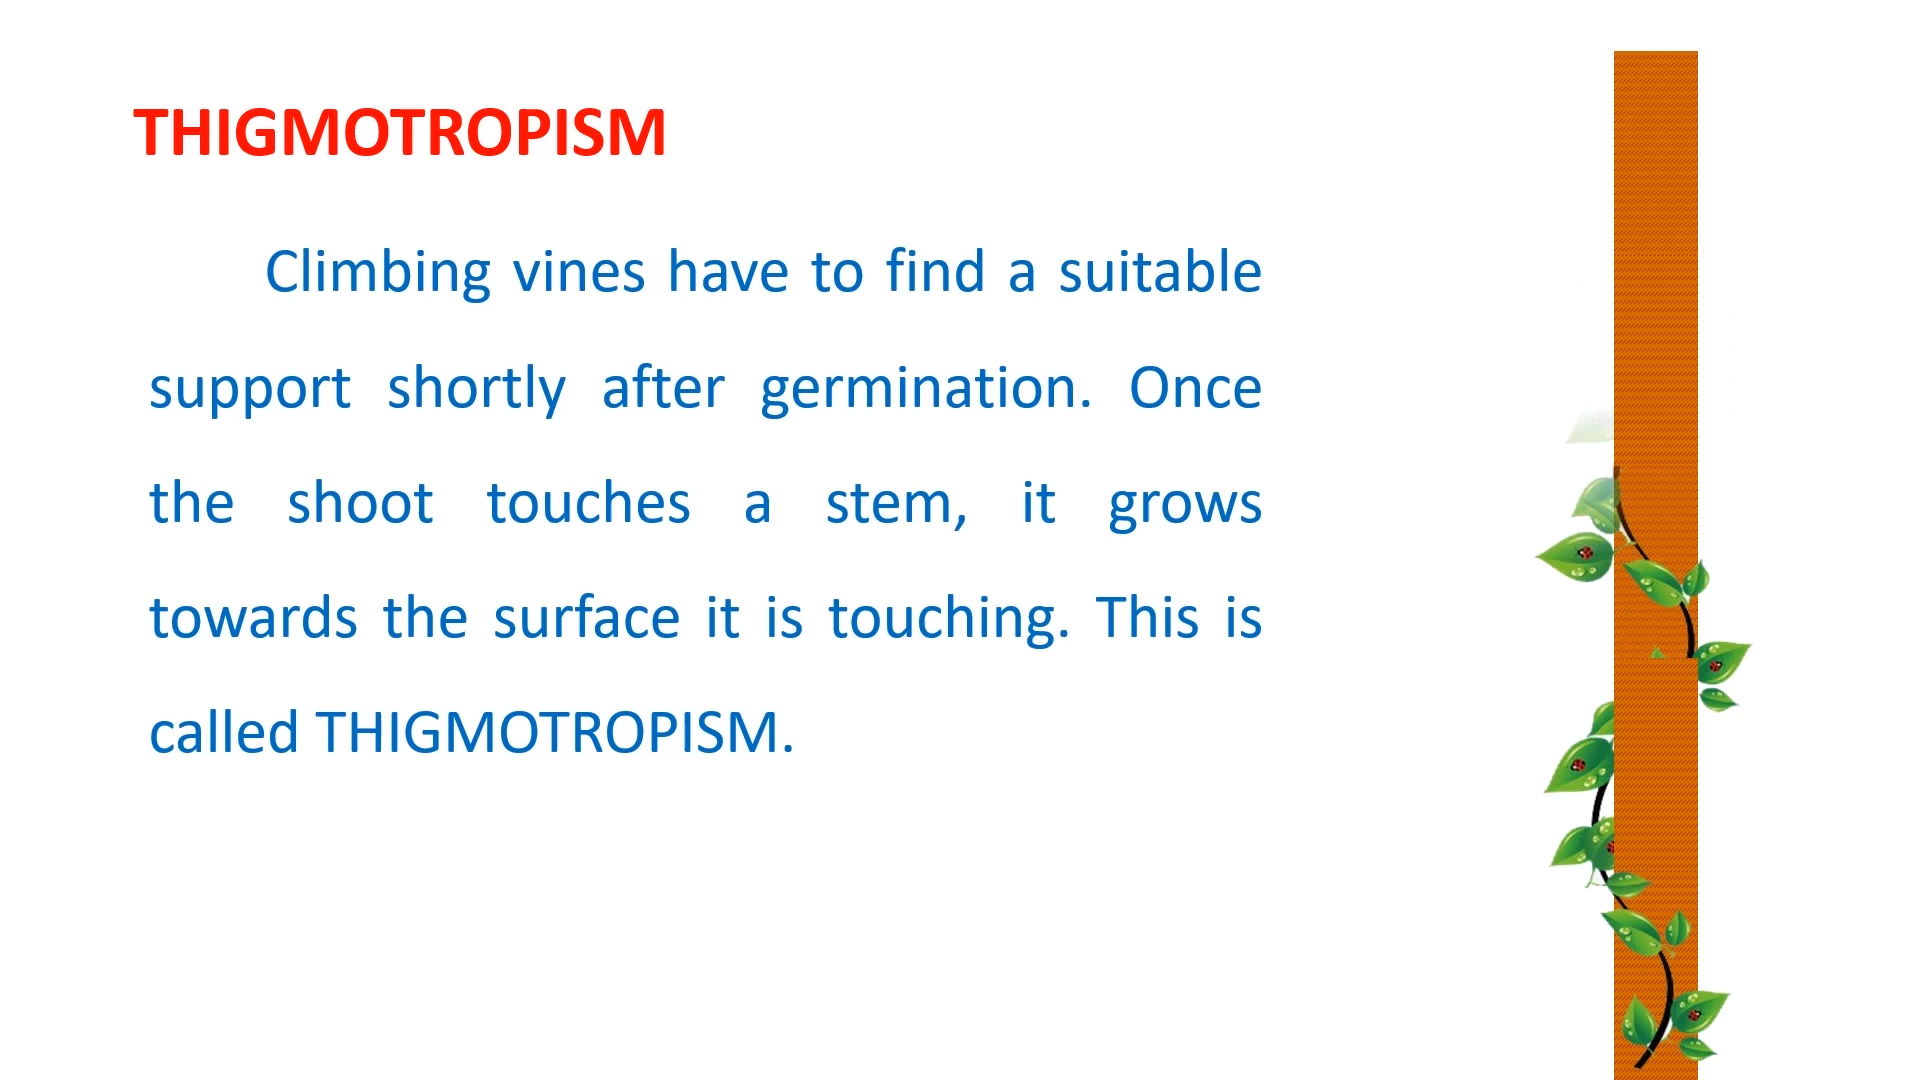 THIGMOTROPISM
Climbing vines have to find a suitable
support shortly after germination. Once
the shoot touches a stem, it grows
towards the surface it is touching. This is
called THIGMOTROPISM.